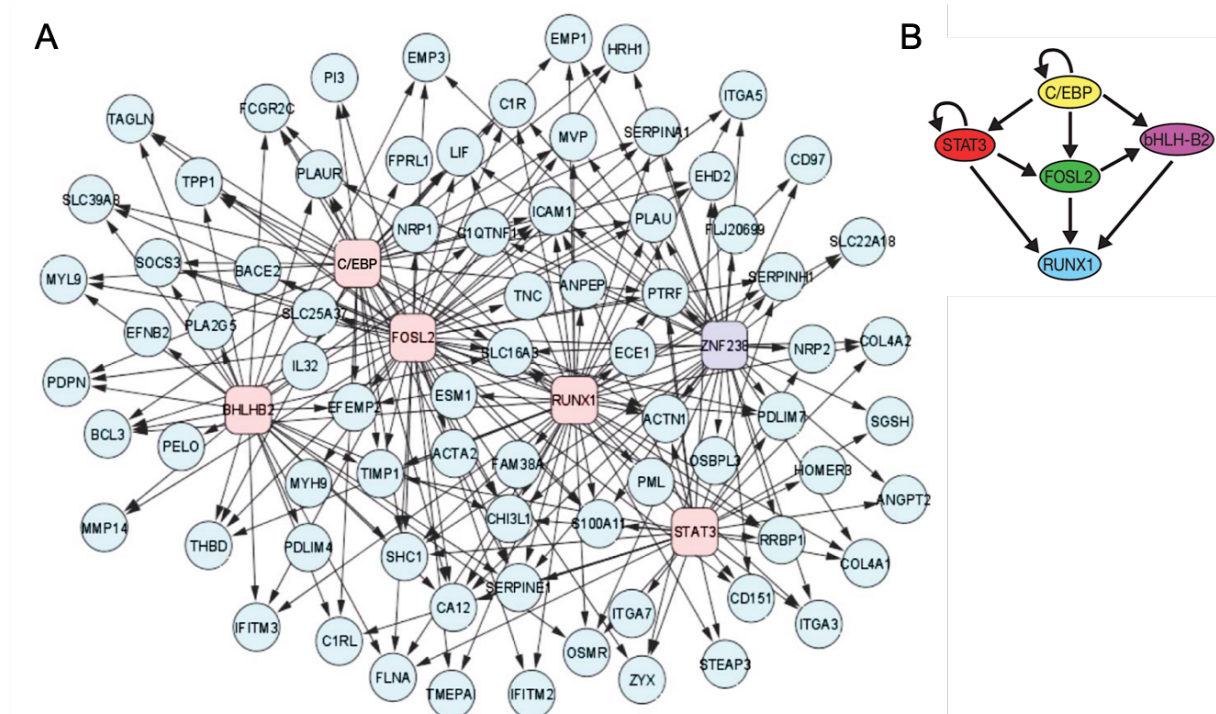 A
B
EMP1
HRH1
EMP3
PI3
ITGA5
FCGR2C
C1R
TAGLN
SERPINA1
MVP
LIF
FPRL1
CD97
EHD2
PLAUR
TPP1
SLC39A8
ICAM1
PLAU
NRP1
C1QTNF1
FLJ20699
SLC22A18
C/EBP
SOCS3
BACE2
MYL9
SERPINH1
ANPEP
PTRF
TNC
SLC25A37
EFNB2
PLA2G5
FOSL2
ZNF238
NRP2
COL4A2
SLC16A3
ECE1
IL32
PDPN
RUNX1
ESM1
BHLHB2
EFEMP2
PDLIM7
ACTN1
SGSH
BCL3
PELO
ACTA2
OSBPL3
FAM38A
HOMER3
TIMP1
MYH9
PML
ANGPT2
CHI3L1
S100A11
STAT3
MMP14
THBD
PDLIM4
RRBP1
SHC1
COL4A1
SERPINE1
CD151
CA12
ITGA7
ITGA3
IFITM3
C1RL
OSMR
STEAP3
FLNA
ZYX
TMEPA
IFITM2
C/EBP
STAT3
bHLH-B2
FOSL2
RUNX1